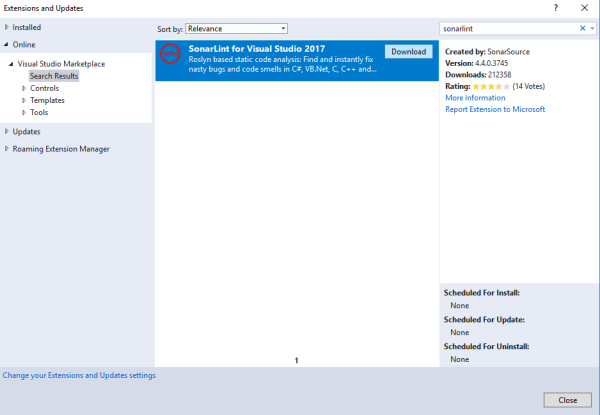 Extensions and Updates
?
Installed
Online
Visual Studio Marketplace
Search Results
Controls
Templates
Tools
Updates
Roaming Extension Manager
Sort by: Relevance
SonarLint for Visual Studio 2017
Download
Roslyn based static code analysis: Find and instantly fix
nasty bugs and code smells in C#, VB.Net, C, C++ and...
1
sonarlint
Created by: SonarSource
Version: 4.4.0.3745
Downloads: 212358
Rating: (14 Votes)
More Information
Report Extension to Microsoft
Scheduled For Install:
None
Scheduled For Update:
None
Scheduled For Uninstall:
None
Change your Extensions and Updates settings
Close